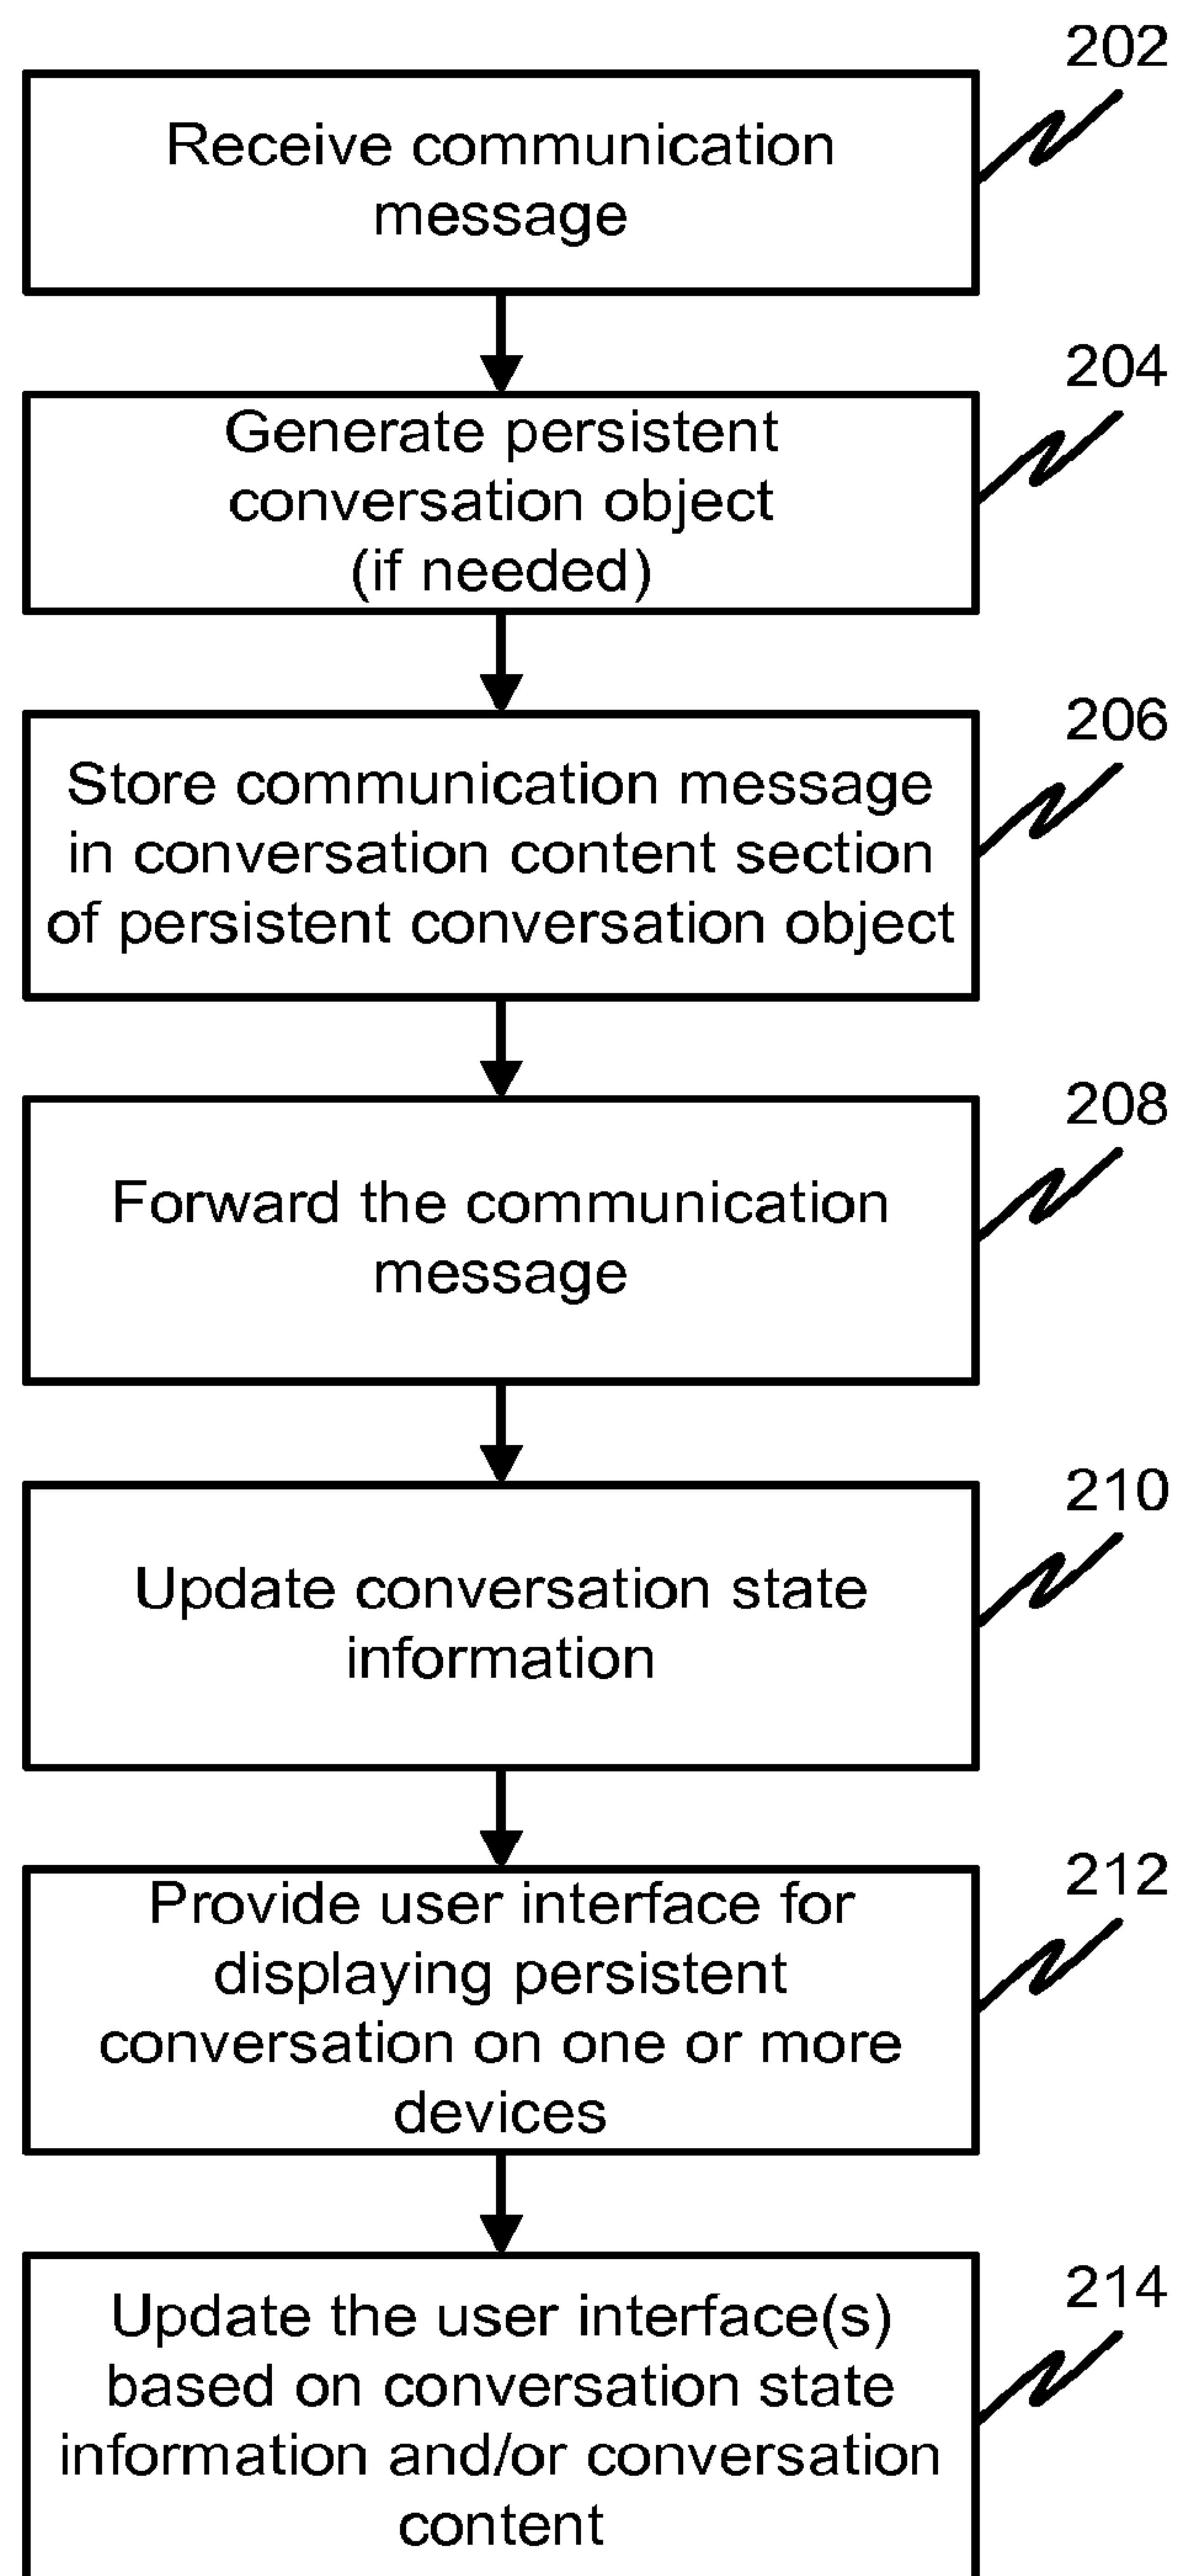 202
Receive communication
message
204
Generate persistent
conversation object
(if needed)
206
Store communication message
in conversation content section
of persistent conversation object
208
Forward the communication
message
210
Update conversation state
information
212
Provide user interface for
displaying persistent
conversation on one or more
devices
214
Update the user interface(s)
based on conversation state
information and/or conversation
content